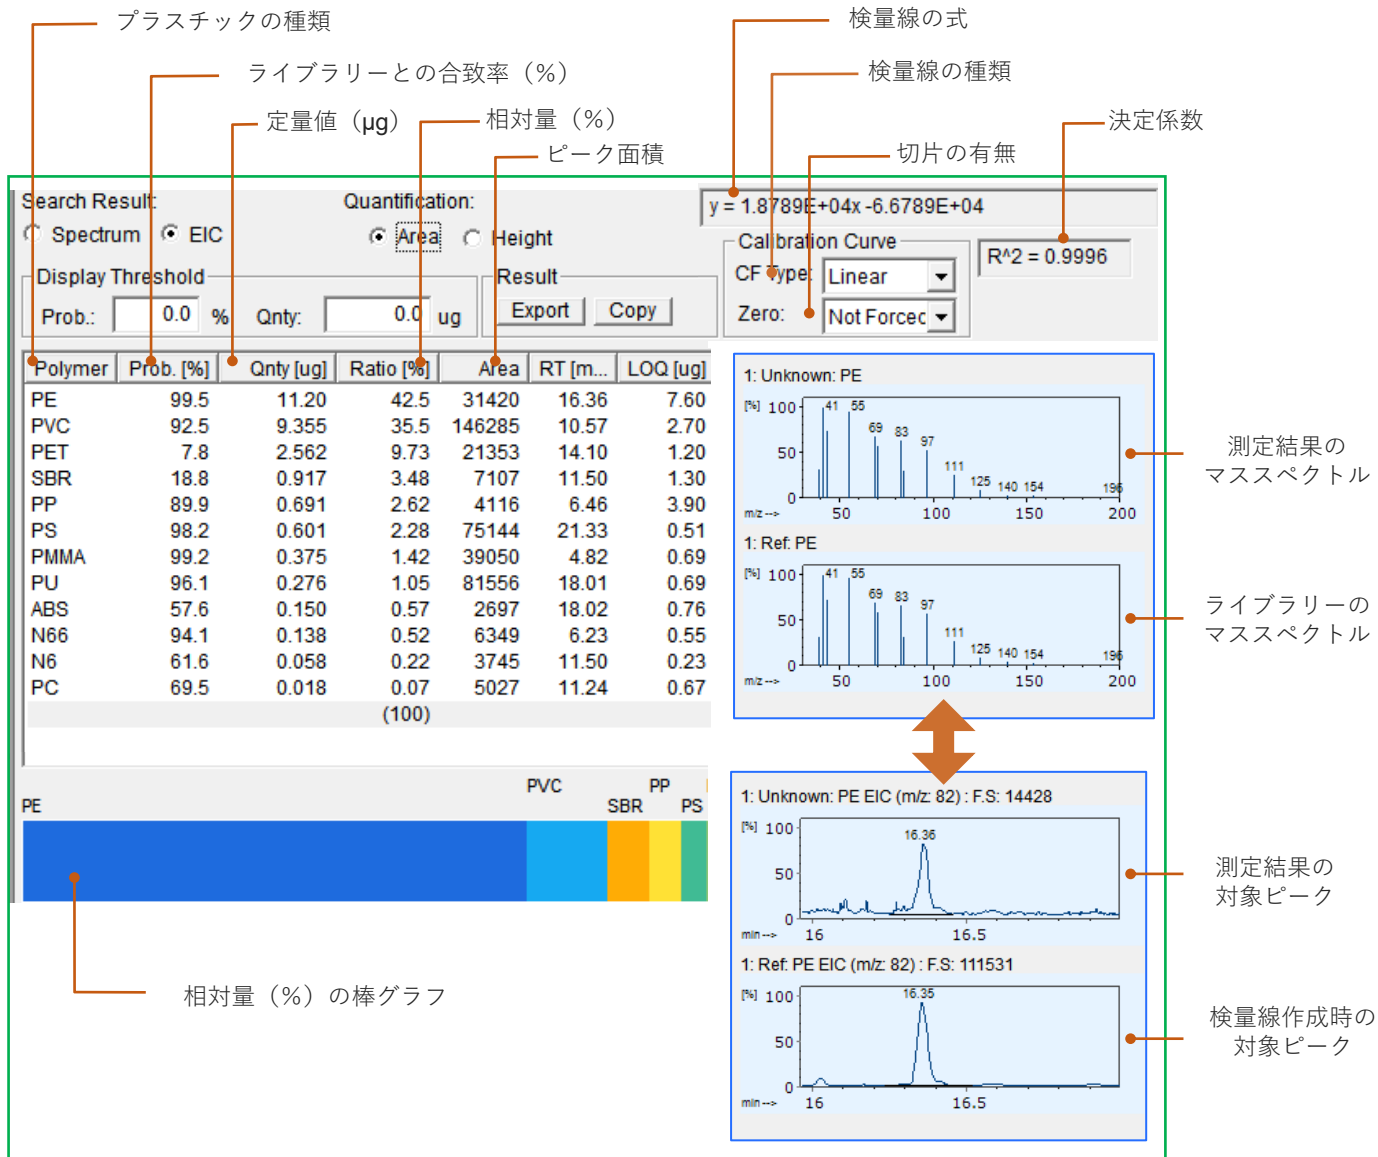 プラスチックの種類
検量線の式
ライブラリーとの合致率（%）
検量線の種類
定量値（µg）
相対量（%）
決定係数
ピーク面積
切片の有無
Search Result:
Quantification:
y = 1.8789E+04x -6.6789E+04
Spectrum EIC
Area Height
Calibration Curve
R^2 = 0.9996
Display Threshold
Result
CF Type: Linear
Prob.: 0.0 % Qnty: 0.0 ug
Export Copy
Zero: Not Forced
Polymer Prob. [%] Qnty [ug] Ratio [%] Area RT [m... LOQ [ug]
PE 99.5 11.20 42.5 31420 16.36 7.60
PVC 92.5 9.355 35.5 146285 10.57 2.70
PET 7.8 2.562 9.73 21353 14.10 1.20
SBR 18.8 0.917 3.48 7107 11.50 1.30
PP 89.9 0.691 2.62 4116 6.46 3.90
PS 98.2 0.601 2.28 75144 21.33 0.51
PMMA 99.2 0.375 1.42 39050 4.82 0.69
PU 96.1 0.276 1.05 81556 18.01 0.69
ABS 57.6 0.150 0.57 2697 18.02 0.76
N66 94.1 0.138 0.52 6349 6.23 0.55
N6 61.6 0.058 0.22 3745 11.50 0.23
PC 69.5 0.018 0.07 5027 11.24 0.67
(100)
PE
PVC
SBR
PP
PS
相対量（%）の棒グラフ
1: Unknown: PE
[%] 100
50
0
41 55 69 83 97 111 125 140 154 196
m/z --> 50 100 150 200
測定結果の
マススペクトル
1: Ref: PE
[%] 100
50
0
41 55 69 83 97 111 125 140 154 196
m/z --> 50 100 150 200
ライブラリーの
マススペクトル
1: Unknown: PE EIC (m/z: 82) : F.S: 14428
[%] 100
50
0
16.36
min --> 16 16.5
測定結果の
対象ピーク
1: Ref: PE EIC (m/z: 82) : F.S: 111531
[%] 100
50
0
16.35
min --> 16 16.5
検量線作成時の
対象ピーク